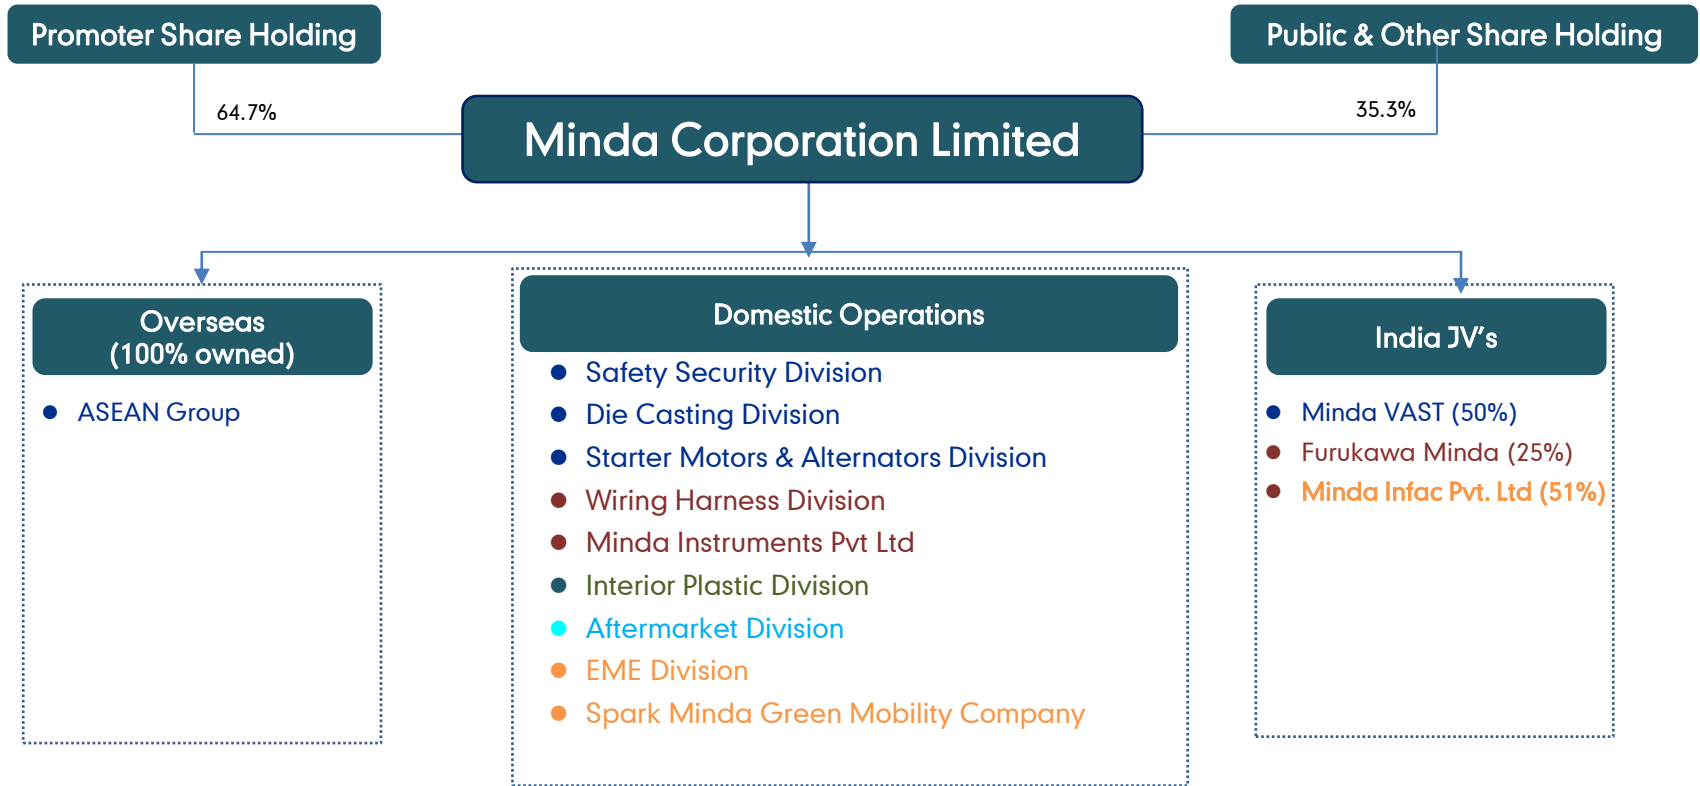 Promoter Share Holding
Public & Other Share Holding
64.7%
35.3%
Minda Corporation Limited
Overseas
(100% owned)
ASEAN Group
Domestic Operations
Safety Security Division
Die Casting Division
Starter Motors & Alternators Division
Wiring Harness Division
Minda Instruments Pvt Ltd
Interior Plastic Division
Aftermarket Division
EME Division
Spark Minda Green Mobility Company
India JV’s
Minda VAST (50%)
Furukawa Minda (25%)
Minda Infac Pvt. Ltd (51%)